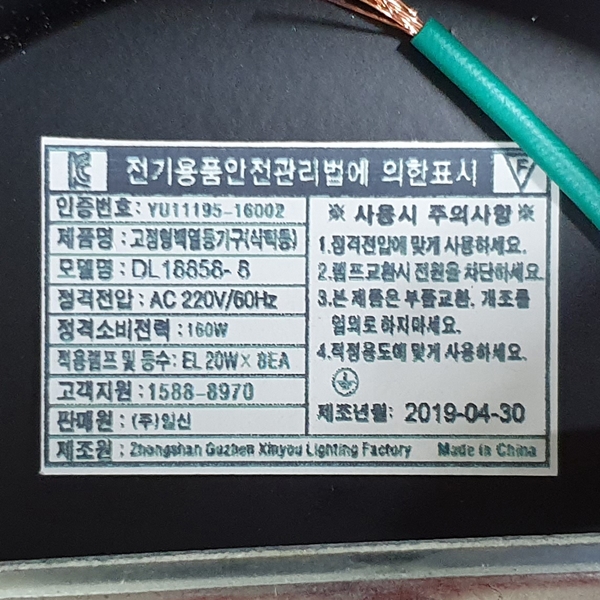 전기용품안전관리법에 의한표시
인증번호: YU11195-16002
제품명: 고정형백열등기구(식탁등)
모델명: DL18858-8
정격전압: AC 220V/60Hz
정격소비전력: 160W
적용램프 및 등수: EL 20W× 8EA
고객지원: 1588-8970
판매원: (주)일신
※ 사용시 주의사항 ※
1.정격전압에 맞게 사용하세요.
2.램프교환시 전원을 차단하세요.
3.본 제품은 부품교환, 개조를
임의로 하지마세요.
4.적정용도에 맞게 사용하세요.
제조년월: 2019-04-30
제조원: Zhongshan Guzhen Xinyou Lighting Factory Made in China